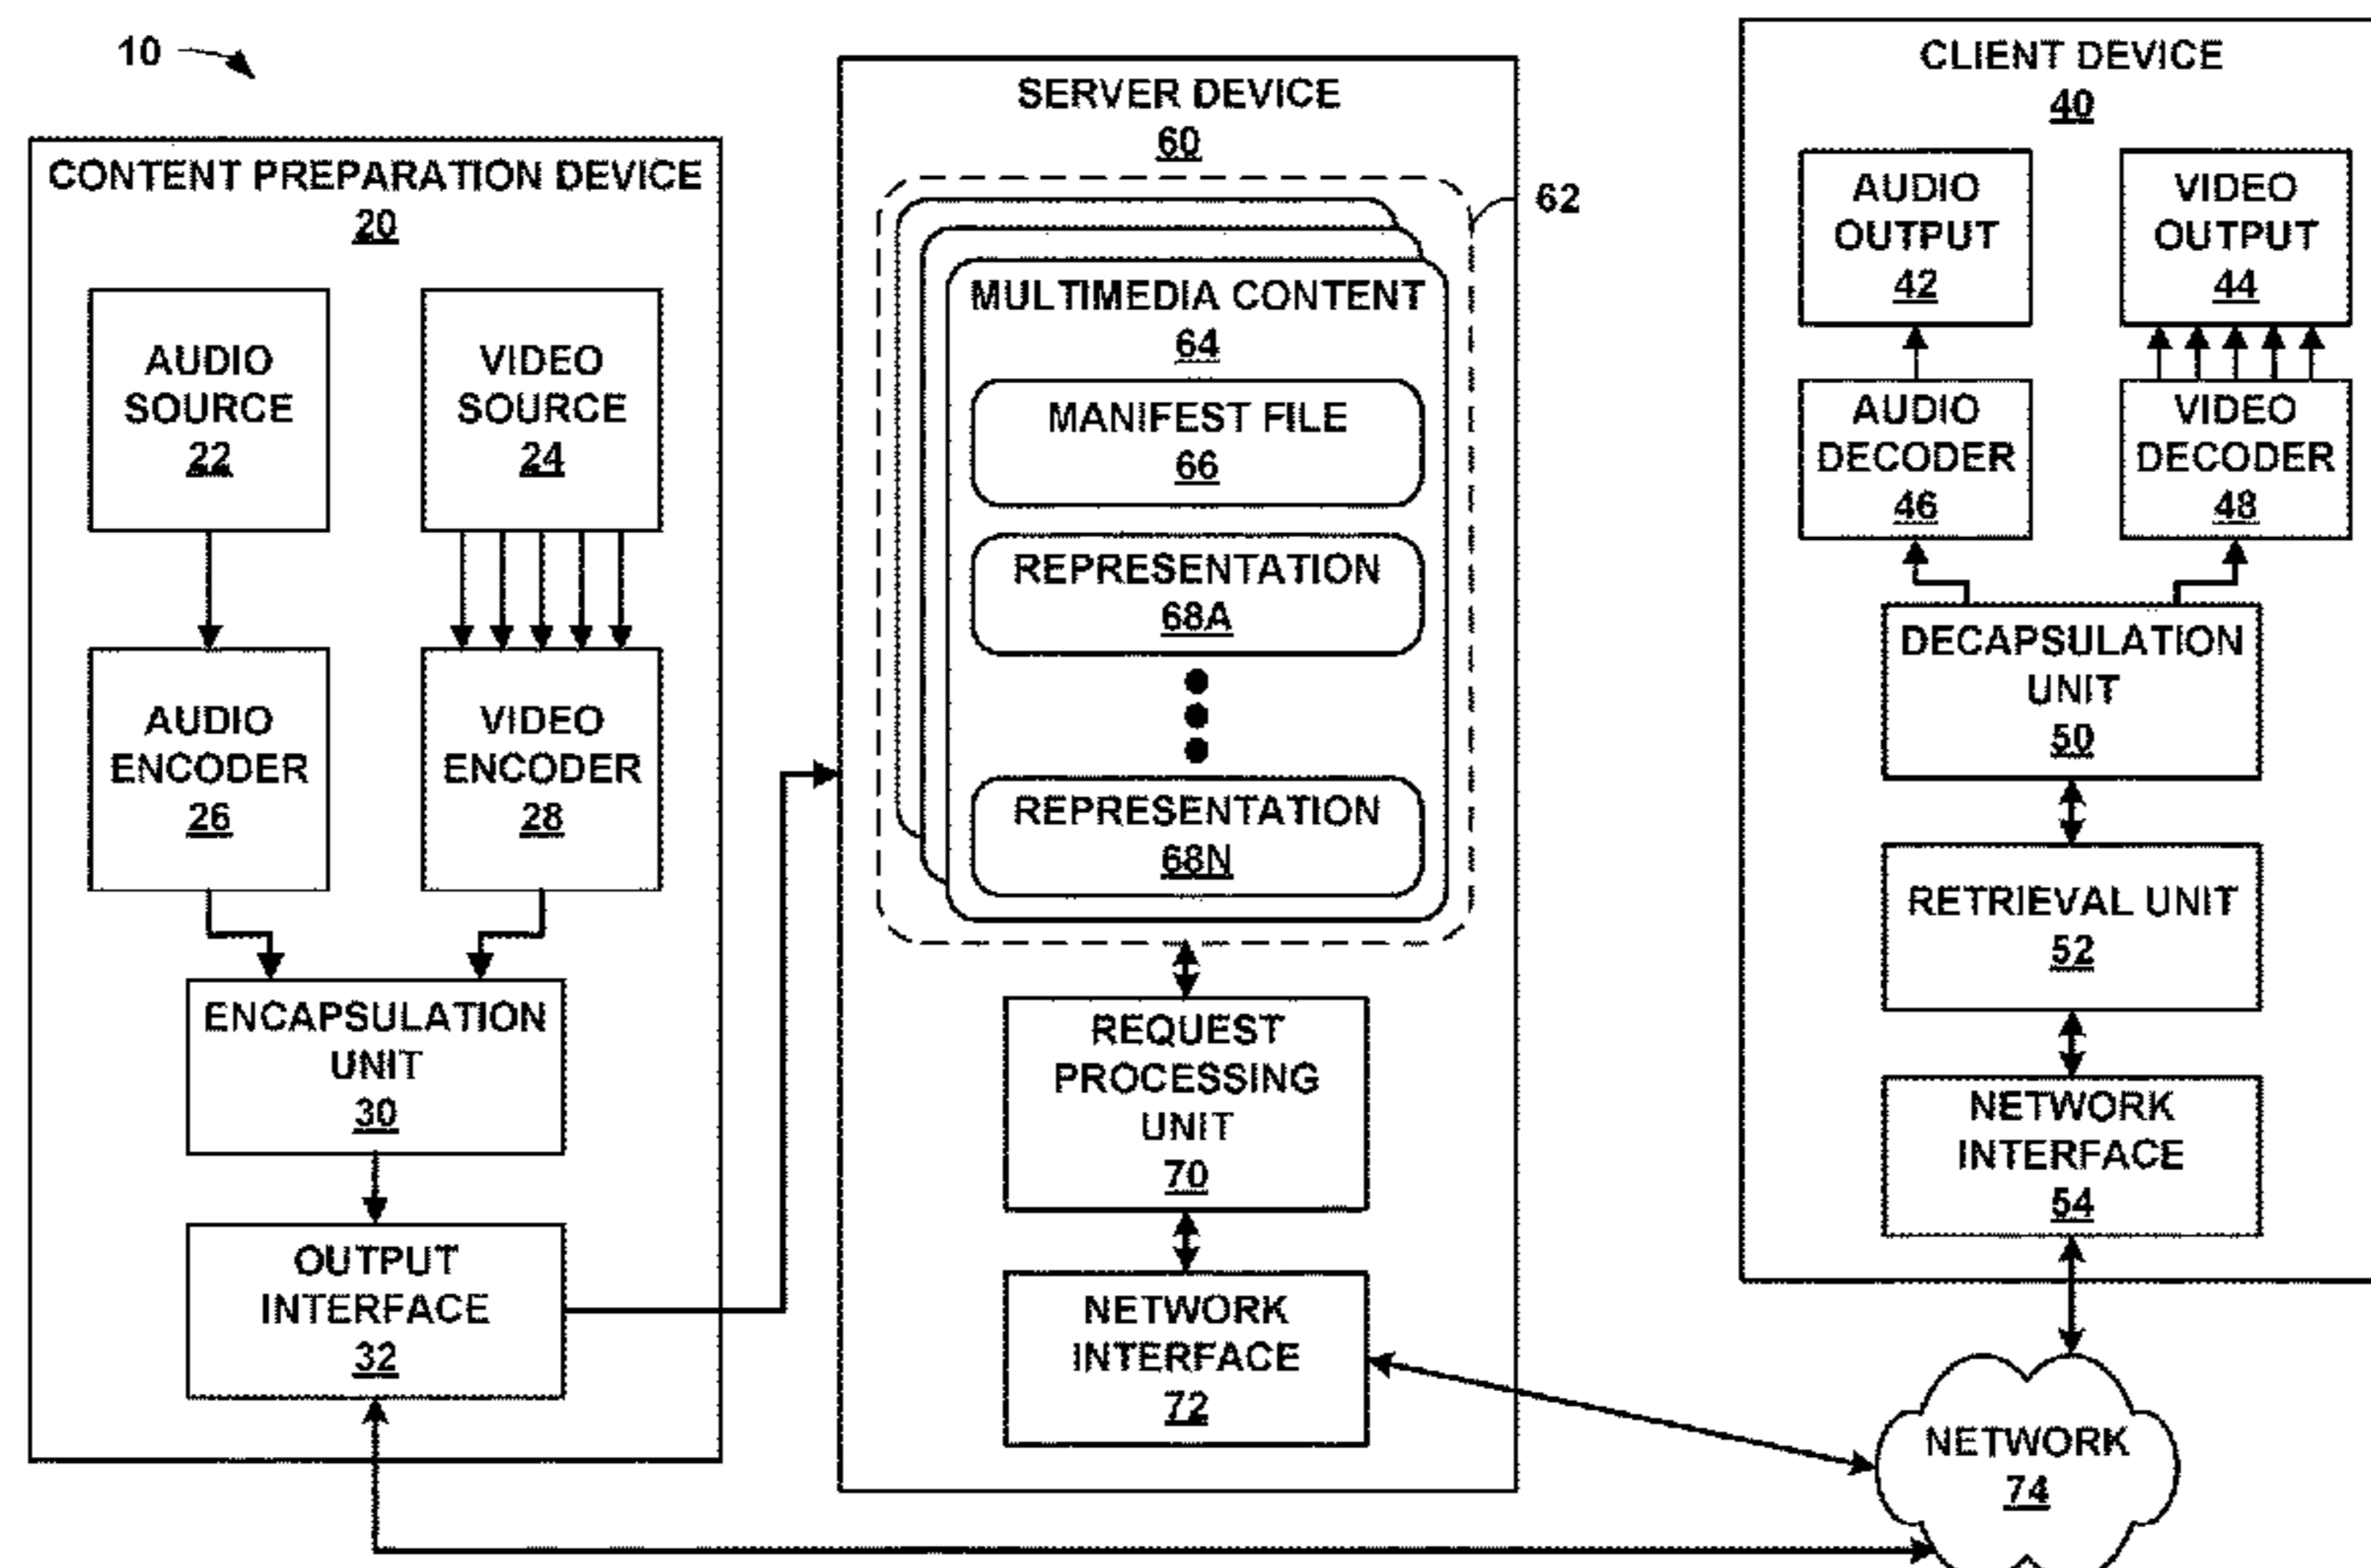 10
CONTENT PREPARATION DEVICE
20
AUDIO
SOURCE
22
VIDEO
SOURCE
24
AUDIO
ENCODER
26
VIDEO
ENCODER
28
ENCAPSULATION
UNIT
30
OUTPUT
INTERFACE
32
SERVER DEVICE
60
62
MULTIMEDIA CONTENT
64
MANIFEST FILE
66
REPRESENTATION
68A
REPRESENTATION
68N
REQUEST
PROCESSING
UNIT
70
NETWORK
INTERFACE
72
CLIENT DEVICE
40
AUDIO
OUTPUT
42
VIDEO
OUTPUT
44
AUDIO
DECODER
46
VIDEO
DECODER
48
DECAPSULATION
UNIT
50
RETRIEVAL UNIT
52
NETWORK
INTERFACE
54
NETWORK
74